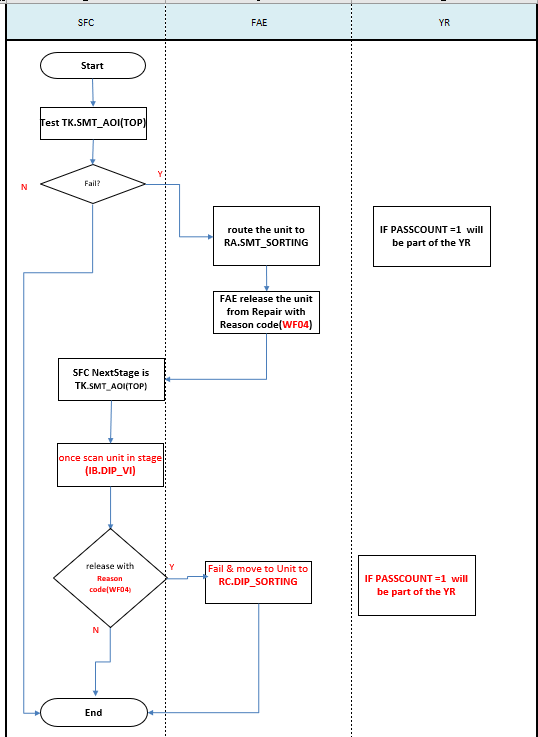 SFC
FAE
YR
Start
Test TK.SMT_AOI(TOP)
Fail?
Y
N
route the unit to
RA.SMT_SORTING
IF PASSCOUNT =1 will
be part of the YR
FAE release the unit
from Repair with
Reason code(WF04)
SFC NextStage is
TK.SMT_AOI(TOP)
once scan unit in stage
(IB.DIP_VI)
release with
Reason
code(WF04)
Y
N
Fail & move to Unit to
RC.DIP_SORTING
IF PASSCOUNT =1 will
be part of the YR
End